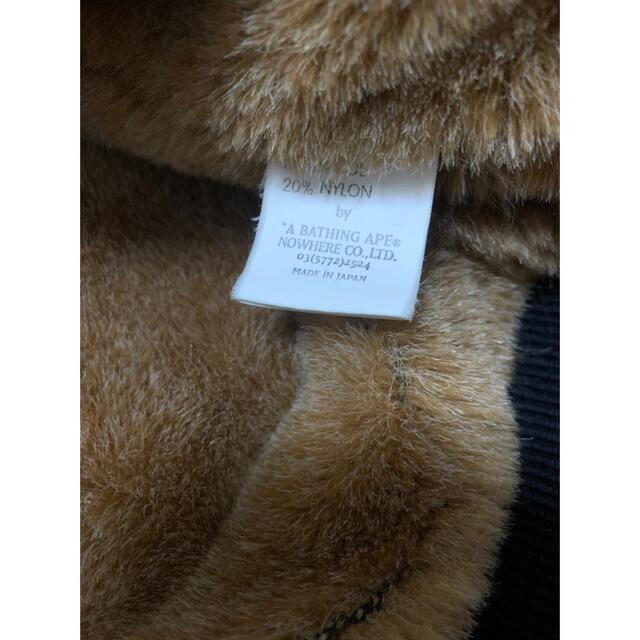 20% NYLON
by
"A BATHING APE®
NOWHERE CO.,LTD.
03(5772)2524
MADE IN JAPAN